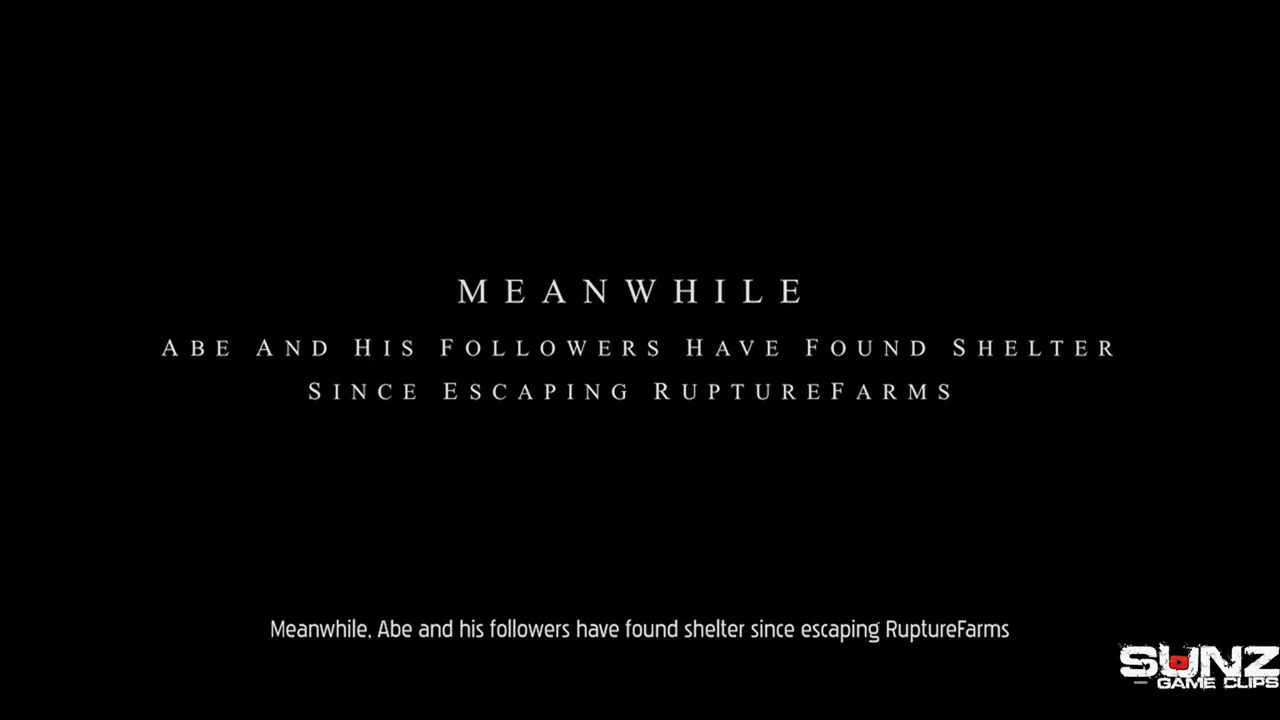 MEANWHILE
ABE AND HIS FOLLOWERS HAVE FOUND SHELTER
SINCE ESCAPING RUPTUREFARMS
Meanwhile, Abe and his followers have found shelter since escaping RuptureFarms
SUNZ
GAME CLIPS